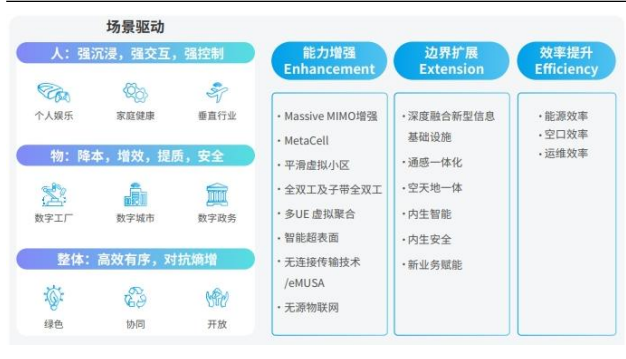 场景驱动
人：强沉浸，强交互，强控制
个人娱乐
家庭健康
垂直行业
物：降本，增效，提质，安全
数字工厂
数字城市
数字政务
整体：高效有序，对抗熵增
绿色
协同
开放
能力增强
Enhancement
·Massive MIMO增强
·MetaCell
·平滑虚拟小区
·全双工及子带全双工
·多UE 虚拟聚合
·智能超表面
·无连接传输技术
/eMUSA
·无源物联网
边界扩展
Extension
·深度融合新型信息
基础设施
·通感一体化
·空天地一体
·内生智能
·内生安全
·新业务赋能
效率提升
Efficiency
·能源效率
·空口效率
·运维效率